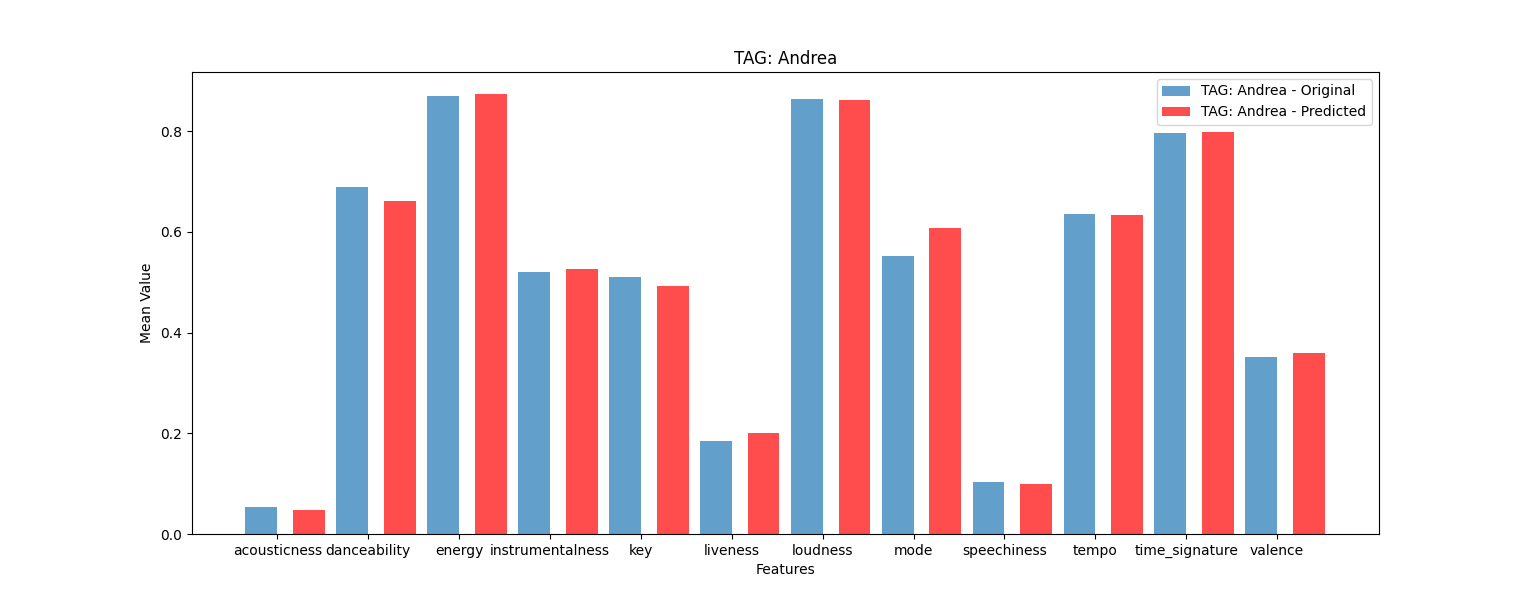 TAG: Andrea
TAG: Andrea - Original
TAG: Andrea - Predicted
Mean Value
0.8
0.6
0.4
0.2
0.0
acousticness danceability energy instrumentalness key liveness loudness mode speechiness tempo time_signature valence
Features